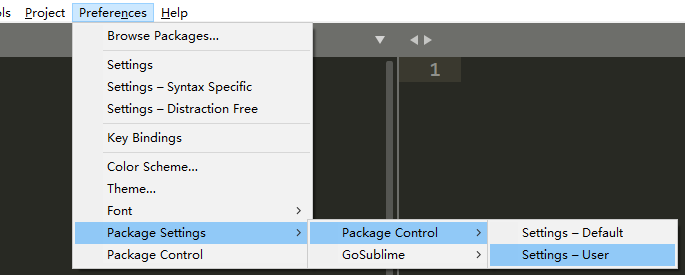 ols Project Preferences Help
Browse Packages...
Settings
Settings – Syntax Specific
Settings – Distraction Free
Key Bindings
Color Scheme...
Theme...
Font
Package Settings
Package Control
Package Control
GoSublime
Settings – Default
Settings – User
1